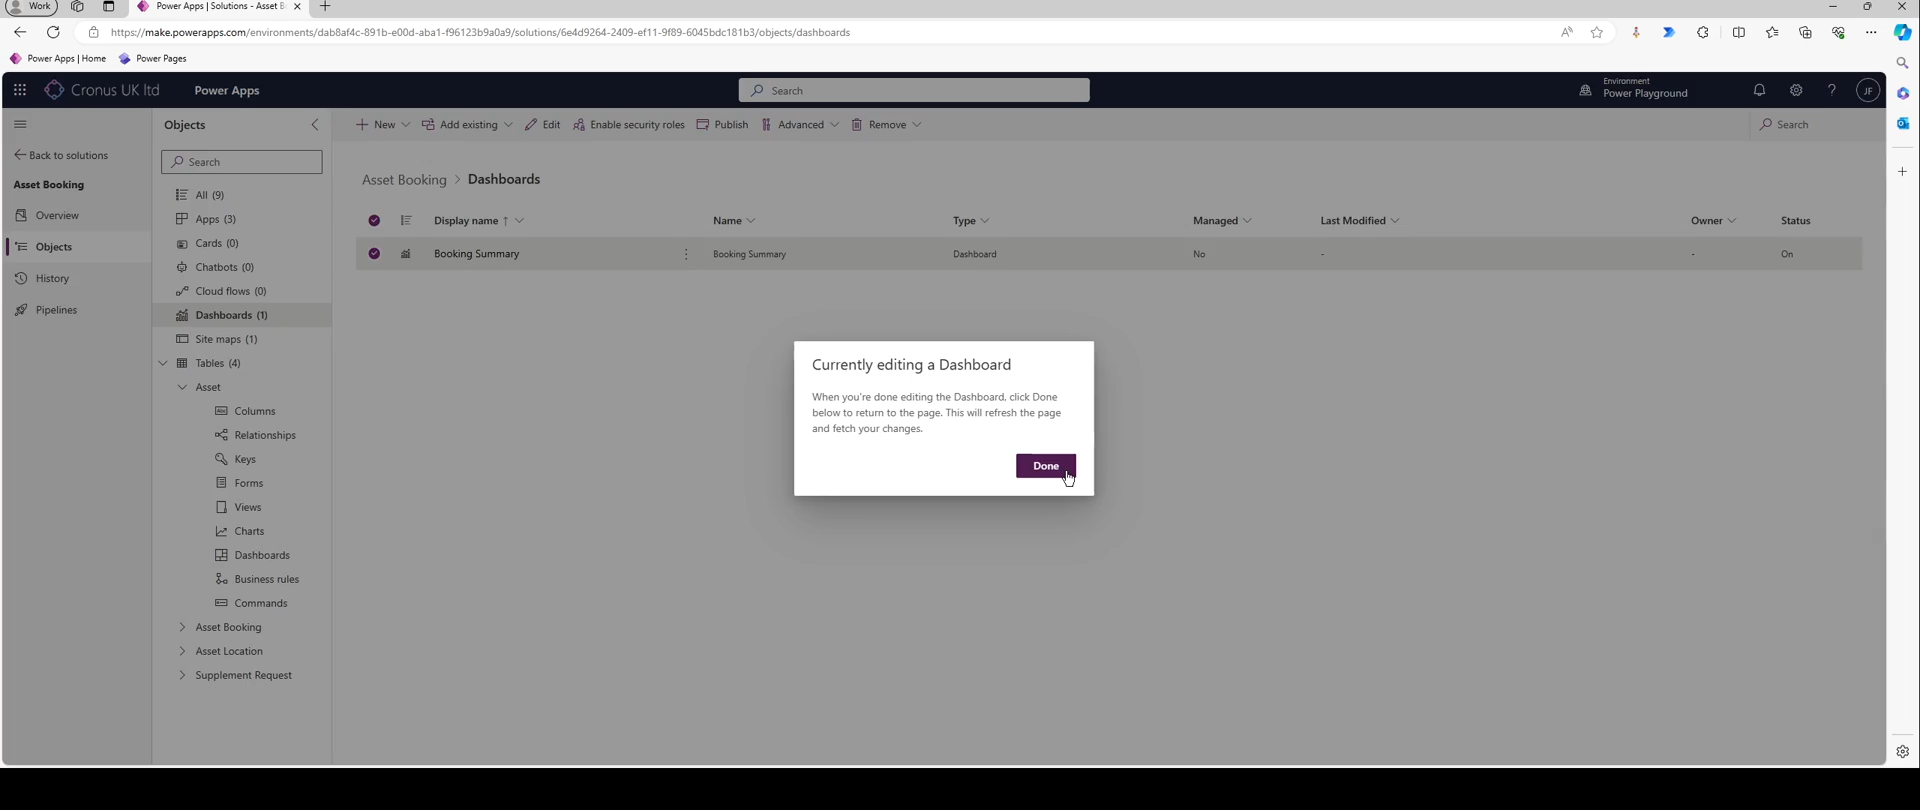 Work
Power Apps | Solutions - Asset B
https://make.powerapps.com/environments/dab8af4c-891b-e00d-aba1-f96123b9a0a9/solutions/6e4d9264-2409-ef11-9f89-6045bdc181b3/objects/dashboards
Power Apps | Home
Power Pages
Cronus UK ltd
Power Apps
Search
Environment
Power Playground
JF
Objects
New
Add existing
Edit
Enable security roles
Publish
Advanced
Remove
Search
Back to solutions
Search
Asset Booking
Overview
Objects
History
Pipelines
All (9)
Apps (3)
Cards (0)
Chatbots (0)
Cloud flows (0)
Dashboards (1)
Site maps (1)
Tables (4)
Asset
Columns
Relationships
Keys
Forms
Views
Charts
Dashboards
Business rules
Commands
Asset Booking
Asset Location
Supplement Request
Asset Booking > Dashboards
Display name ↑ Name Type Managed Last Modified Owner Status
Booking Summary Booking Summary Dashboard No - - On
Currently editing a Dashboard
When you're done editing the Dashboard, click Done
below to return to the page. This will refresh the page
and fetch your changes.
Done